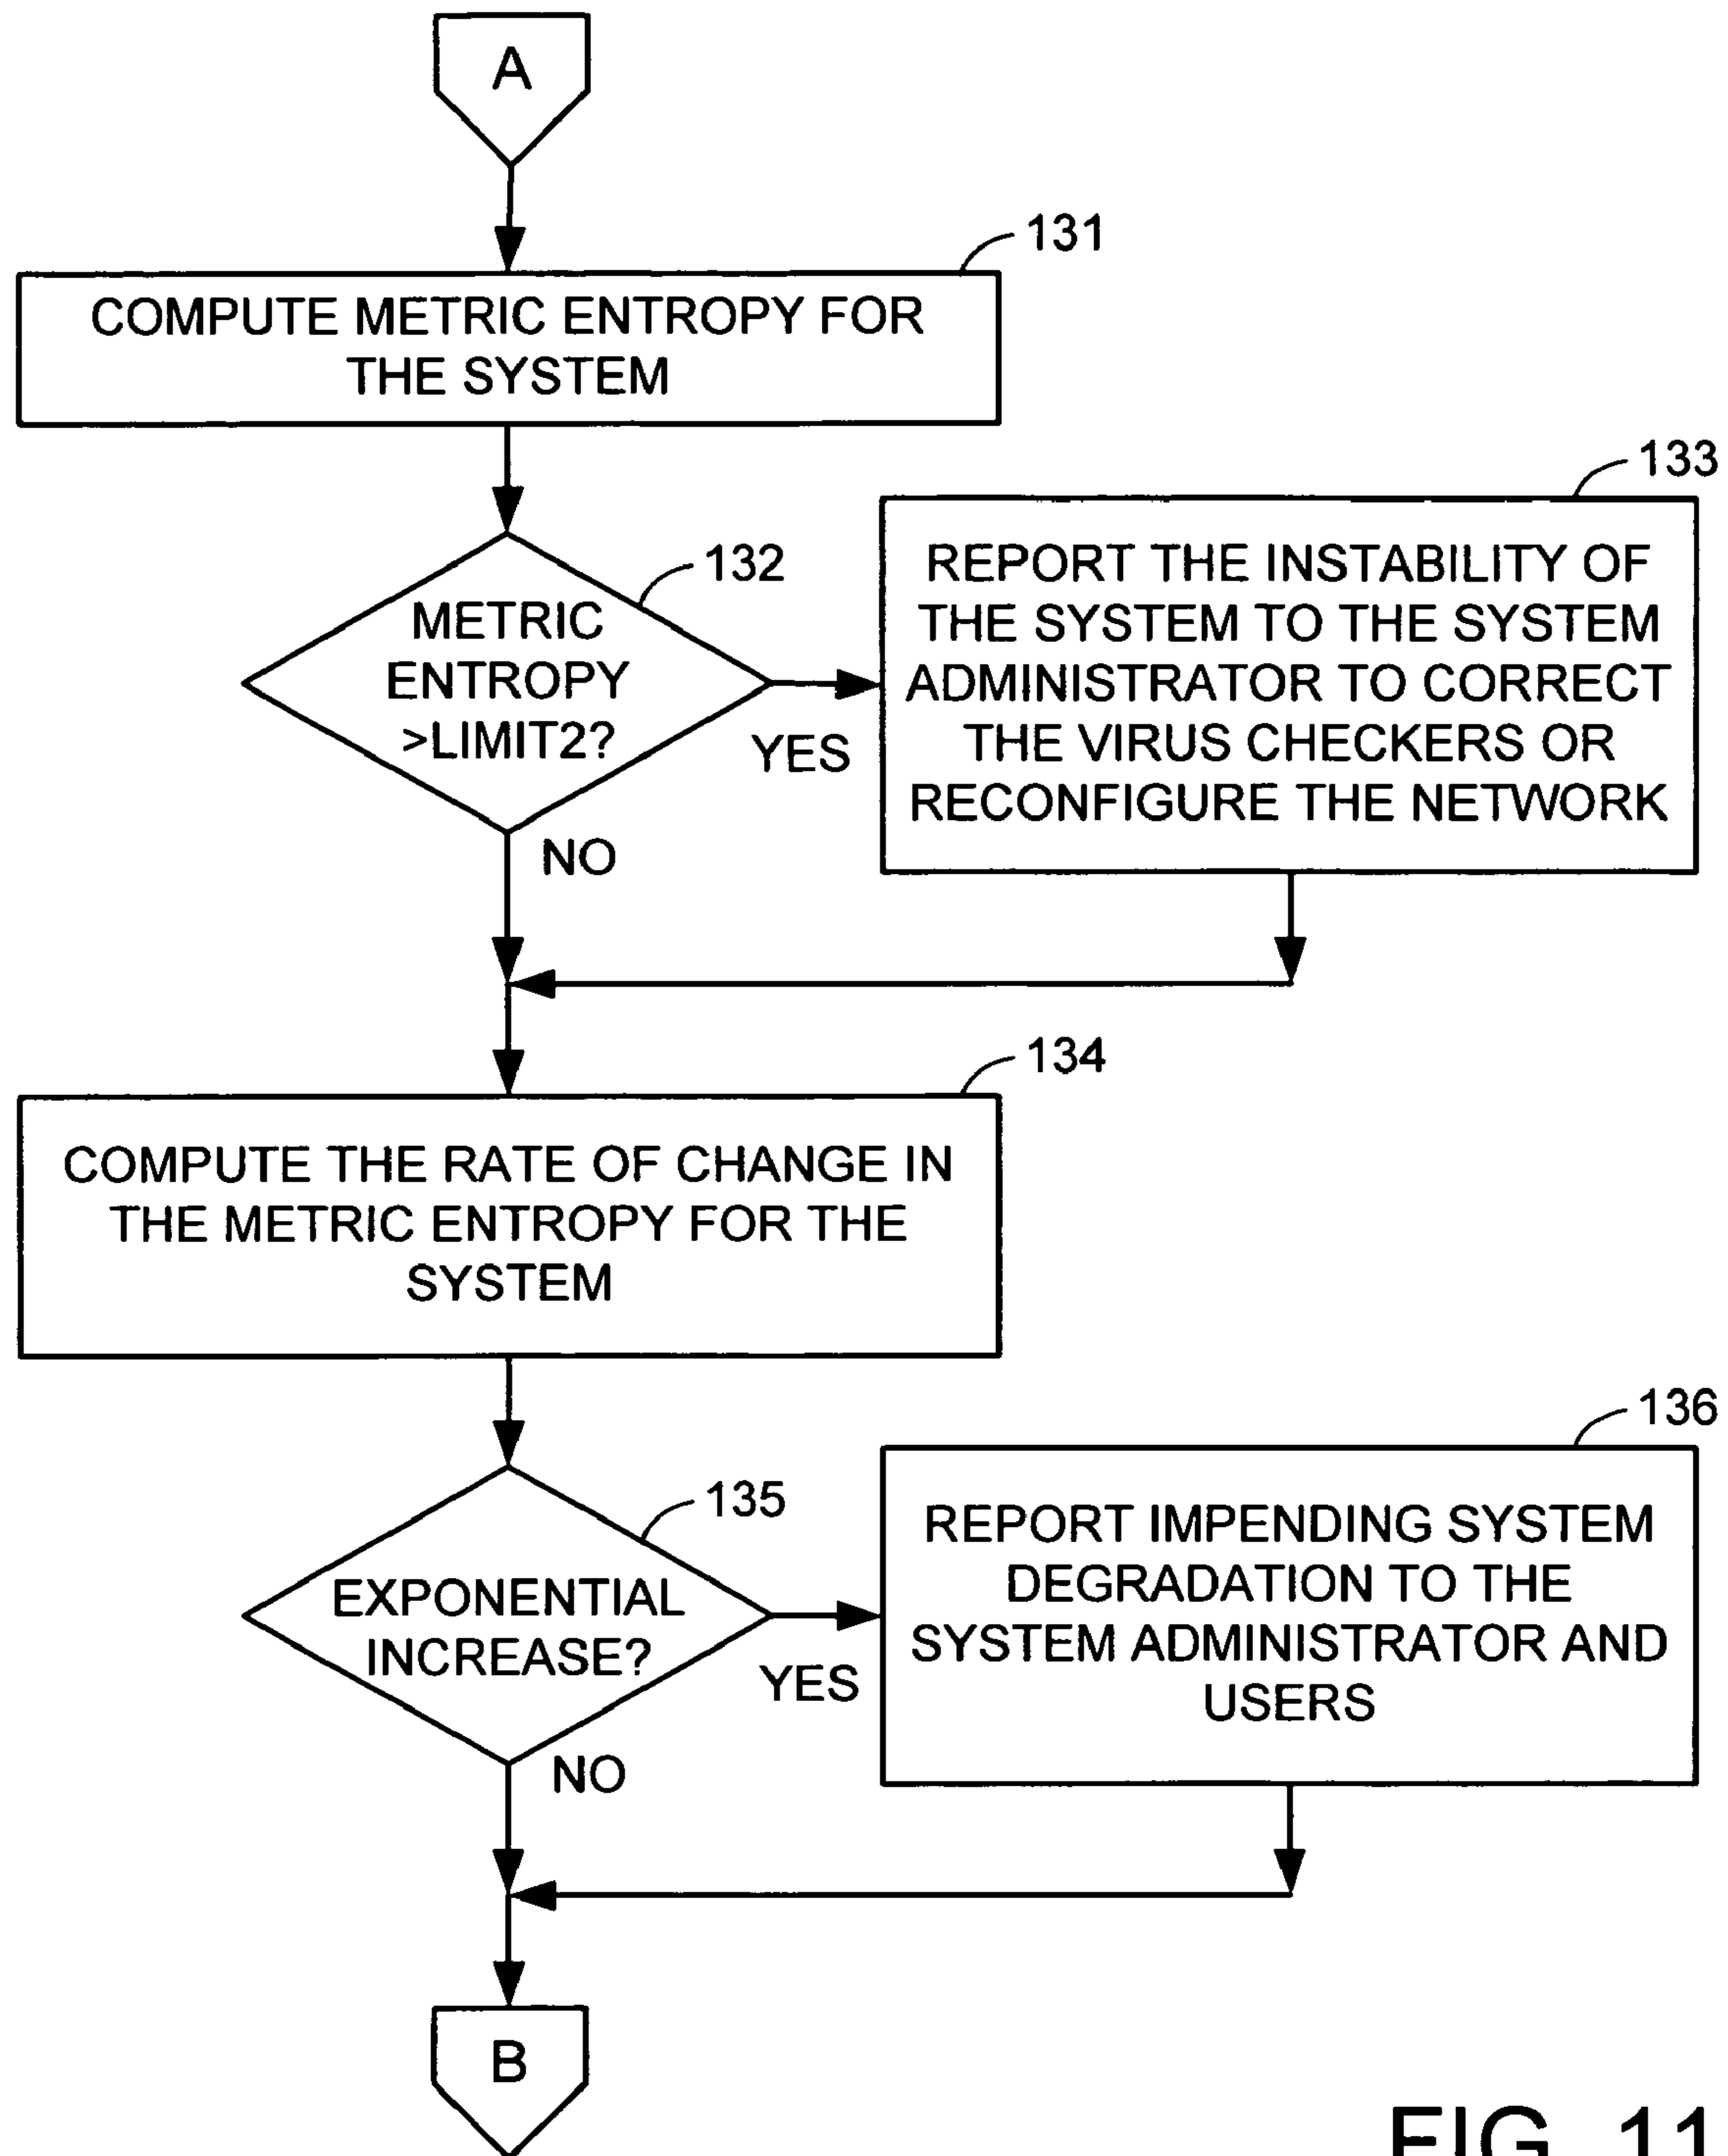 A
131
COMPUTE METRIC ENTROPY FOR
THE SYSTEM
132
METRIC
ENTROPY
>LIMIT2?
YES
NO
133
REPORT THE INSTABILITY OF
THE SYSTEM TO THE SYSTEM
ADMINISTRATOR TO CORRECT
THE VIRUS CHECKERS OR
RECONFIGURE THE NETWORK
134
COMPUTE THE RATE OF CHANGE IN
THE METRIC ENTROPY FOR THE
SYSTEM
135
EXPONENTIAL
INCREASE?
YES
NO
136
REPORT IMPENDING SYSTEM
DEGRADATION TO THE
SYSTEM ADMINISTRATOR AND
USERS
B
FIG. 11